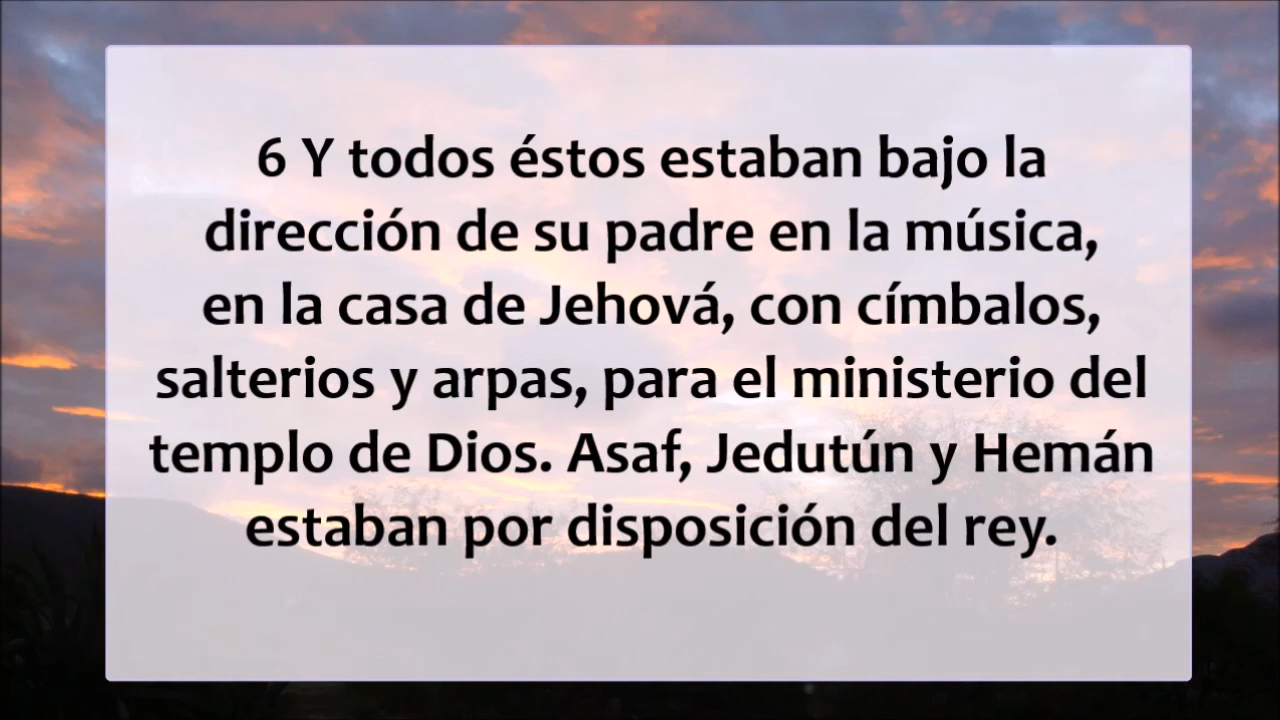 6 Y todos éstos estaban bajo la
dirección de su padre en la música,
en la casa de Jehová, con címbalos,
salterios y arpas, para el ministerio del
templo de Dios. Asaf, Jedutún y Hemán
estaban por disposición del rey.